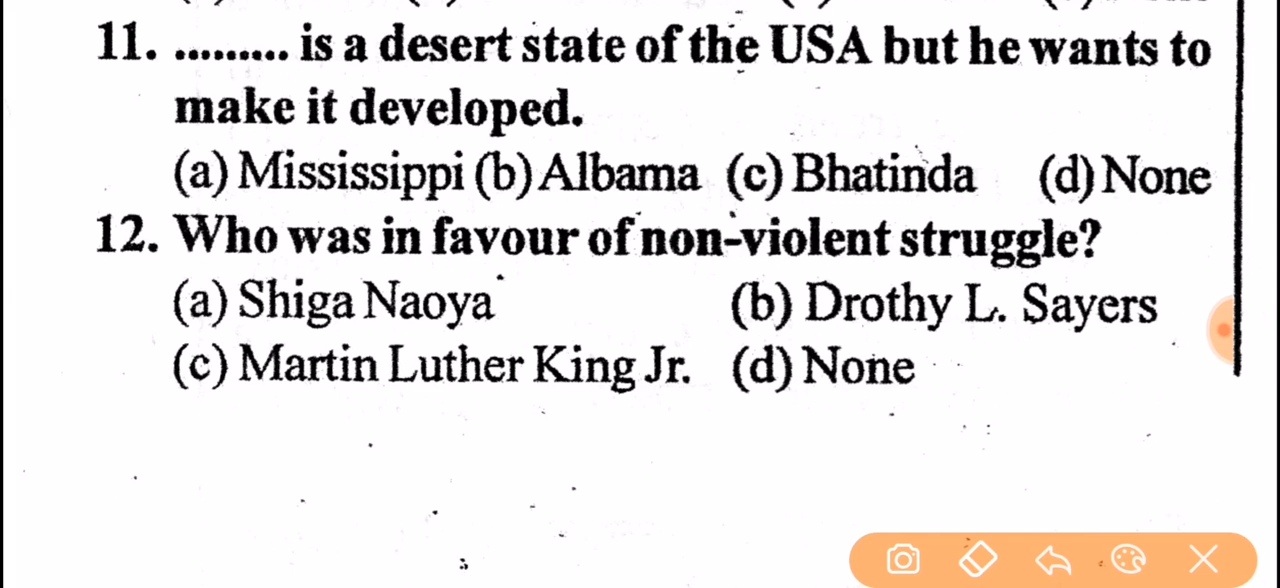 11. ......... is a desert state of the USA but he wants to
make it developed.
(a) Mississippi (b) Albama (c) Bhatinda (d) None
12. Who was in favour of non-violent struggle?
(a) Shiga Naoya (b) Drothy L. Sayers
(c) Martin Luther King Jr. (d) None